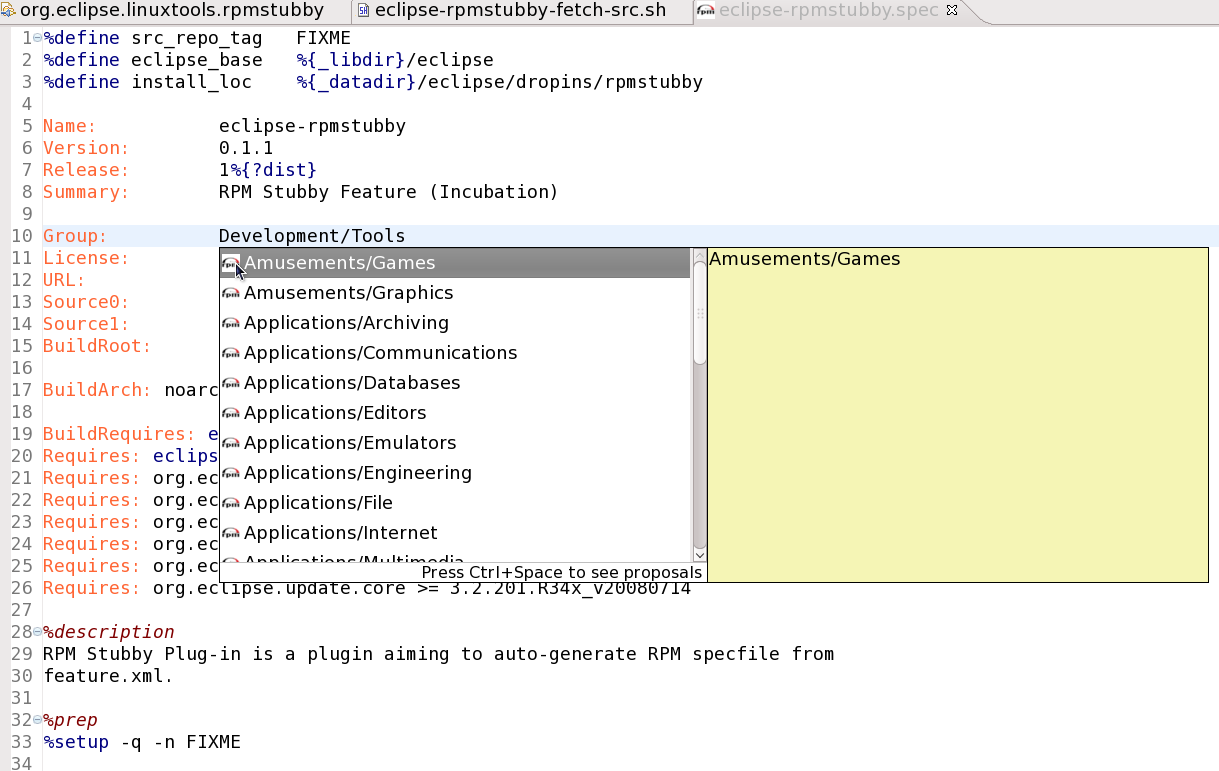 org.eclipse.linuxtools.rpmstubby eclipse-rpmstubby-fetch-src.sh eclipse-rpmstubby.spec
1 %define src_repo_tag FIXME
2 %define eclipse_base %{_libdir}/eclipse
3 %define install_loc %{_datadir}/eclipse/dropins/rpmstubby
4
5 Name: eclipse-rpmstubby
6 Version: 0.1.1
7 Release: 1%{?dist}
8 Summary: RPM Stubby Feature (Incubation)
9
10 Group: Development/Tools
11 License:
12 URL:
13 Source0:
14 Source1:
15 BuildRoot:
16
17 BuildArch: noarc
18
19 BuildRequires: e
20 Requires: eclips
21 Requires: org.ec
22 Requires: org.ec
23 Requires: org.ec
24 Requires: org.ec
25 Requires: org.ec
26 Requires: org.eclipse.update.core >= 3.2.201.R34x_v20080714
27
28 %description
29 RPM Stubby Plug-in is a plugin aiming to auto-generate RPM specfile from
30 feature.xml.
31
32 %prep
33 %setup -q -n FIXME
34
Amusements/Games
Amusements/Graphics
Applications/Archiving
Applications/Communications
Applications/Databases
Applications/Editors
Applications/Emulators
Applications/Engineering
Applications/File
Applications/Internet
Applications/Multimedia
Press Ctrl+Space to see proposals
Amusements/Games